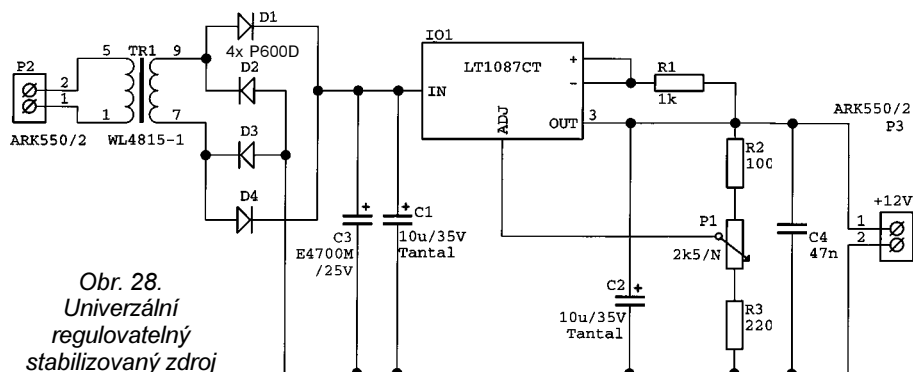 D1
4x P600D
P2
5
TR1
9
2
1
1
7
ARK550/2
WL4815-1
D2
D3
D4
IO1
LT1087CT
IN
ADJ
OUT
+
-
3
R1
1k
R2
100
P1
2k5/N
R3
220
ARK550/2
P3
+12V
1
2
+
C3
E4700M
/25V
+
C1
10u/35V
Tantal
+
C2
10u/35V
Tantal
C4
47n
Obr. 28.
Univerzální
regulovatelný
stabilizovaný zdroj